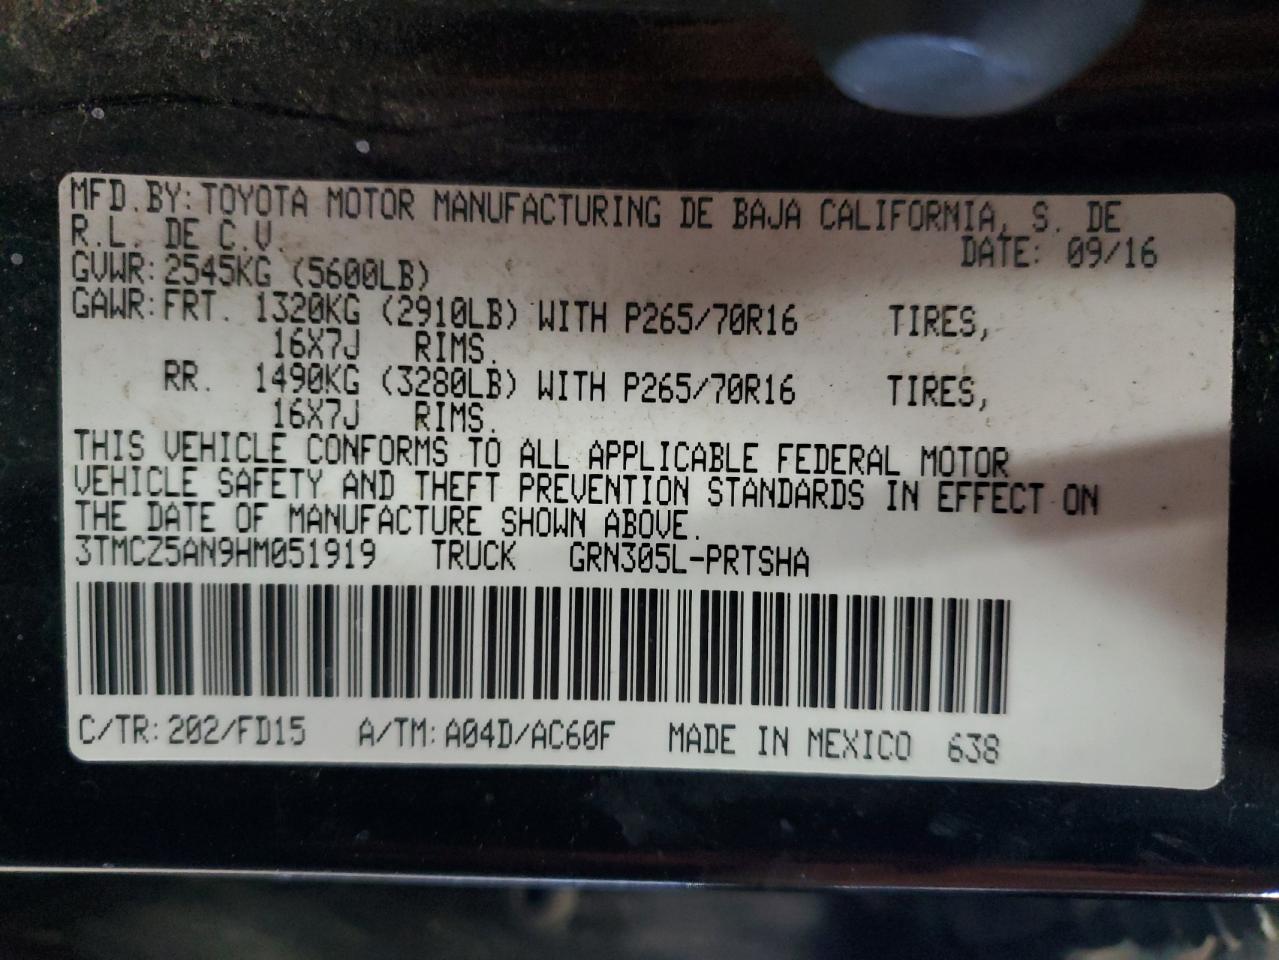 MFD.BY: TOYOTA MOTOR MANUFACTURING DE BAJA CALIFORNIA, S. DE
R.L. DE C.V. DATE: 09/16
GVWR: 2545KG (5600LB)
GAWR: FRT. 1320KG (2910LB) WITH P265/70R16 TIRES,
16X7J RIMS.
RR. 1490KG (3280LB) WITH P265/70R16 TIRES,
16X7J RIMS.
THIS VEHICLE CONFORMS TO ALL APPLICABLE FEDERAL MOTOR
VEHICLE SAFETY AND THEFT PREVENTION STANDARDS IN EFFECT ON
THE DATE OF MANUFACTURE SHOWN ABOVE.
3TMCZ5AN9HM051919 TRUCK GRN305L-PRTSHA
C/TR: 202/FD15 A/TM: A04D/AC60F MADE IN MEXICO 638